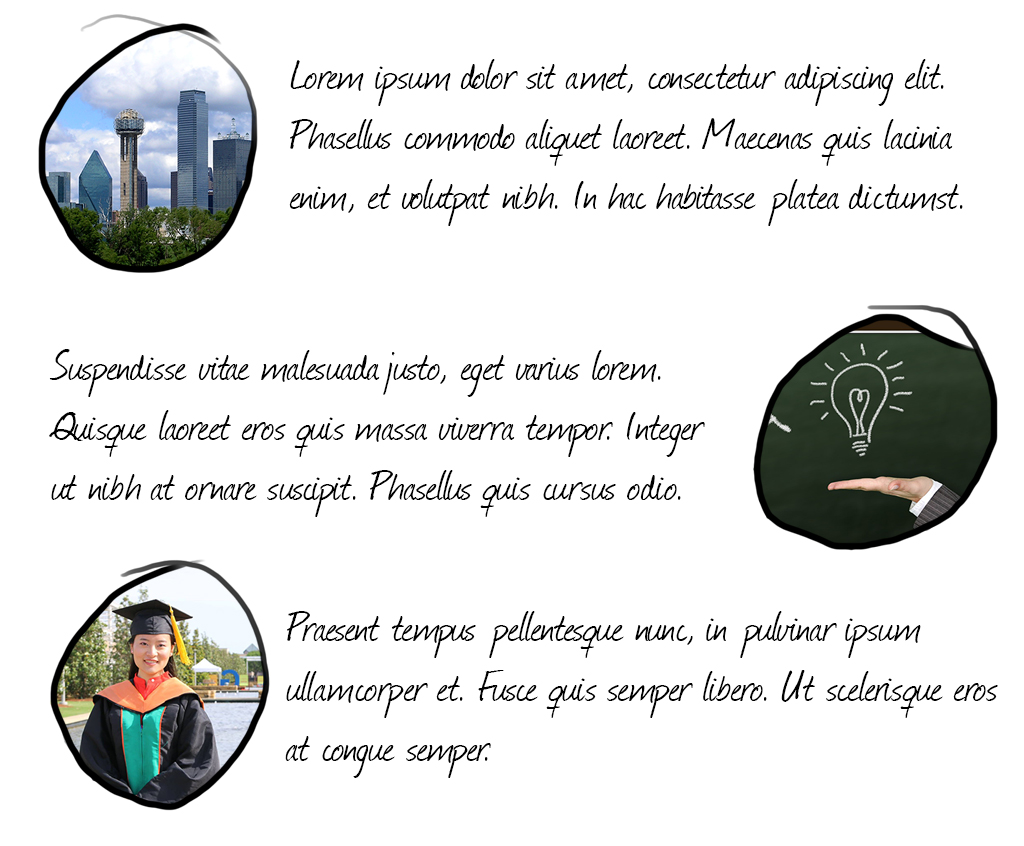 Lorem ipsum dolor sit amet, consectetur adipiscing elit.
Phasellus commodo aliquet laoreet. Maecenas quis lacinia
enim, et volutpat nibh. In hac habitasse platea dictumst.
Suspendisse vitae malesuada justo, eget varius lorem.
Quisque laoreet eros quis massa viverra tempor. Integer
ut nibh at ornare suscipit. Phasellus quis cursus odio.
Praesent tempus pellentesque nunc, in pulvinar ipsum
ullamcorper et. Fusce quis semper libero. Ut scelerisque eros
at congue semper.